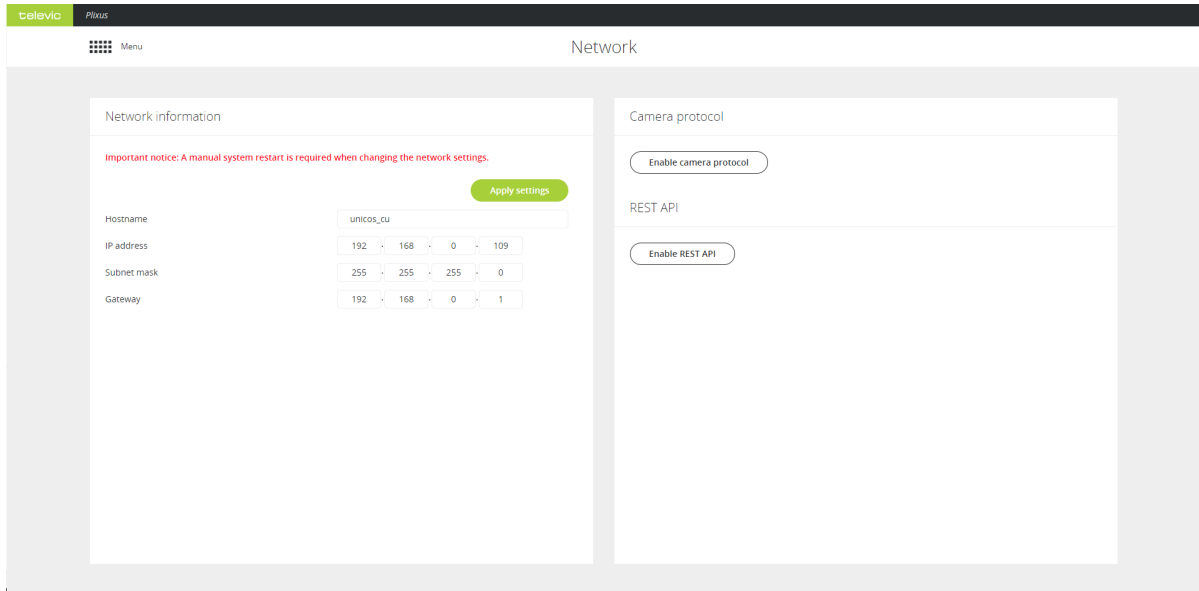 televic Plixus
Menu
Network
Network information
Important notice: A manual system restart is required when changing the network settings.
Apply settings
Hostname unicos_cu
IP address 192 . 168 . 0 . 109
Subnet mask 255 . 255 . 255 . 0
Gateway 192 . 168 . 0 . 1
Camera protocol
Enable camera protocol
REST API
Enable REST API